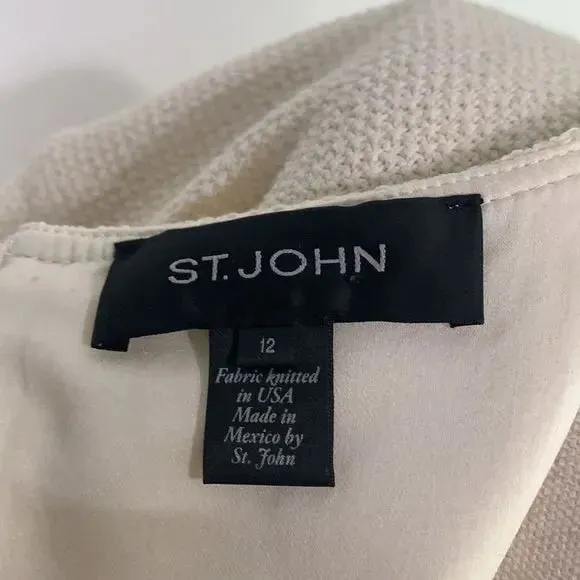 ST. JOHN
12
Fabric knitted
in USA
Made in
Mexico by
St. John